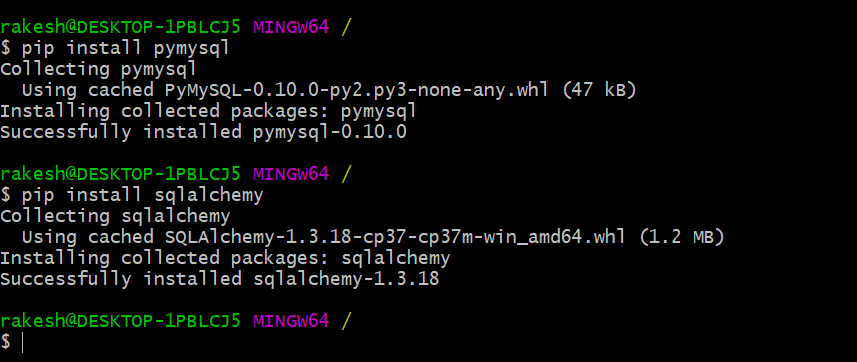 rakesh@DESKTOP-1PBLCJ5 MINGW64 /
$ pip install pymysql
Collecting pymysql
  Using cached PyMySQL-0.10.0-py2.py3-none-any.whl (47 kB)
Installing collected packages: pymysql
Successfully installed pymysql-0.10.0
rakesh@DESKTOP-1PBLCJ5 MINGW64 /
$ pip install sqlalchemy
Collecting sqlalchemy
  Using cached SQLAlchemy-1.3.18-cp37-cp37m-win_amd64.whl (1.2 MB)
Installing collected packages: sqlalchemy
Successfully installed sqlalchemy-1.3.18
rakesh@DESKTOP-1PBLCJ5 MINGW64 /
$